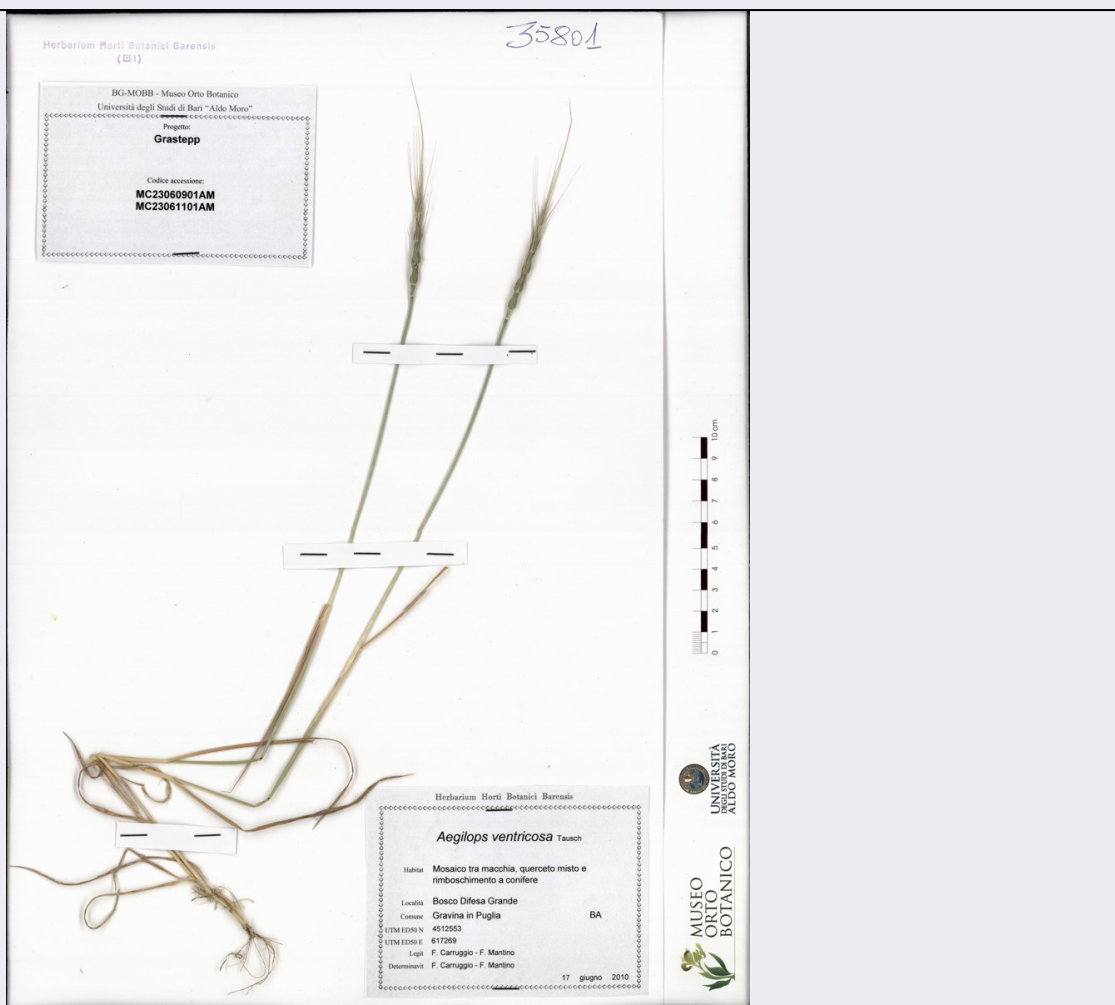 35801
Herbarium Horti Botanici Barensis
(BI)
BG-MOBB - Museo Orto Botanico
Università degli Studi di Bari "Aldo Moro"
Progetto:
Grastepp
Codice accessione:
MC23060901AM
MC23061101AM
0 1 2 3 4 5 6 7 8 9 10 cm
UNIVERSITÀ
DEGLI STUDI DI BARI
ALDO MORO
MUSEO
ORTO
BOTANICO
Herbarium Horti Botanici Barensis
Aegilops ventricosa Tausch
Habitat Mosaico tra macchia, querceto misto e
rimboschimento a conifere
Località Bosco Difesa Grande
Comune Gravina in Puglia BA
UTM ED50 N 4512553
UTM ED50 E 617269
Legit F. Carruggio - F. Mantino
Determinavit F. Carruggio - F. Mantino
17 giugno 2010